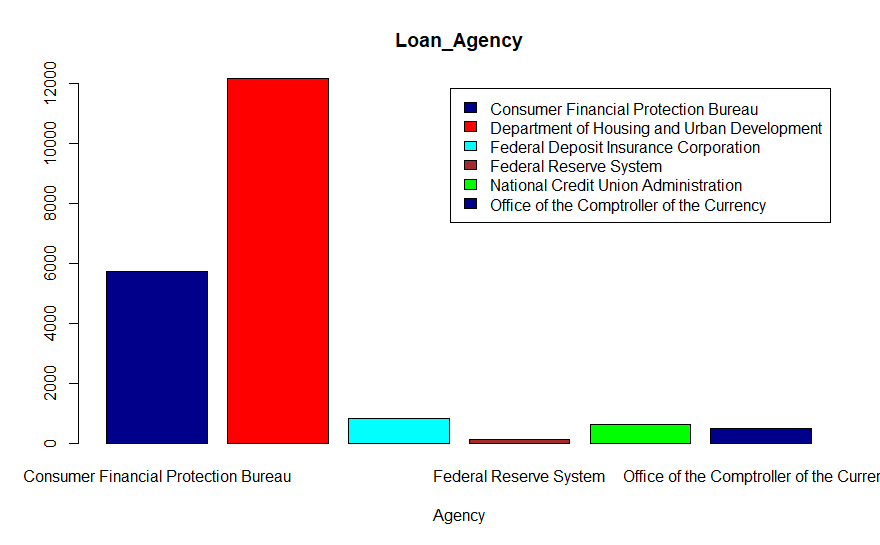 Loan_Agency
12000
10000
8000
6000
4000
2000
0
Consumer Financial Protection Bureau
Department of Housing and Urban Development
Federal Deposit Insurance Corporation
Federal Reserve System
National Credit Union Administration
Office of the Comptroller of the Currency
Consumer Financial Protection Bureau Federal Reserve System Office of the Comptroller of the Curren
Agency